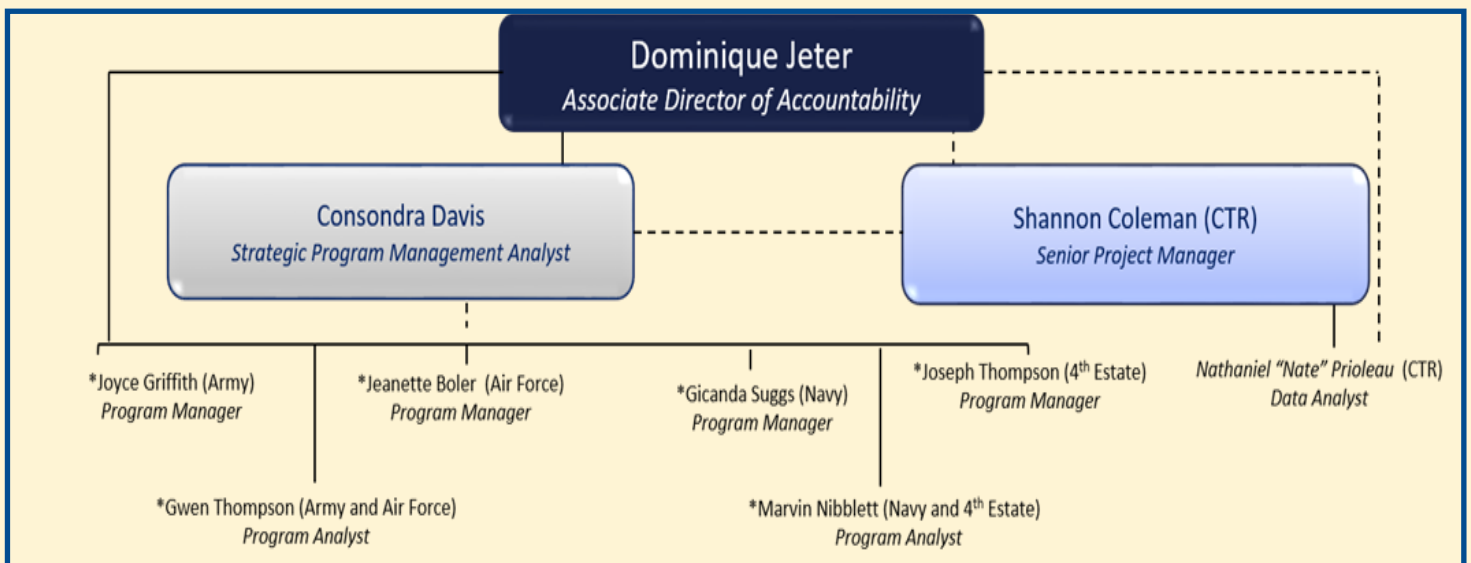 Dominique Jeter
Associate Director of Accountability
Consondra Davis
Strategic Program Management Analyst
Shannon Coleman (CTR)
Senior Project Manager
*Joyce Griffith (Army)
Program Manager
*Jeanette Boler (Air Force)
Program Manager
*Gicanda Suggs (Navy)
Program Manager
*Joseph Thompson (4th Estate)
Program Manager
Nathaniel “Nate” Prioleau (CTR)
Data Analyst
*Gwen Thompson (Army and Air Force)
Program Analyst
*Marvin Nibblett (Navy and 4th Estate)
Program Analyst